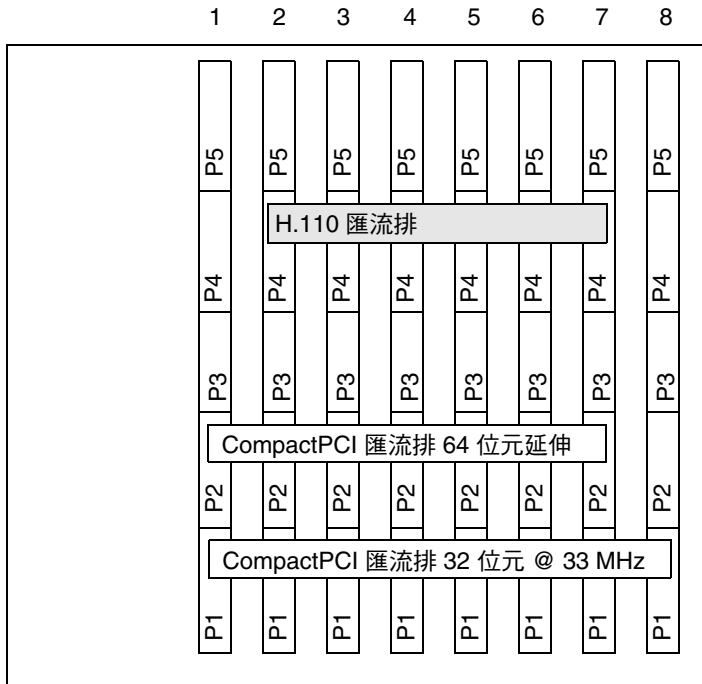 1 2 3 4 5 6 7 8
P5 P5 P5 P5 P5 P5 P5 P5
H.110 匯流排
P4 P4 P4 P4 P4 P4 P4 P4
P3 P3 P3 P3 P3 P3 P3 P3
CompactPCI 匯流排 64 位元延伸
P2 P2 P2 P2 P2 P2 P2 P2
CompactPCI 匯流排 32 位元 @ 33 MHz
P1 P1 P1 P1 P1 P1 P1 P1